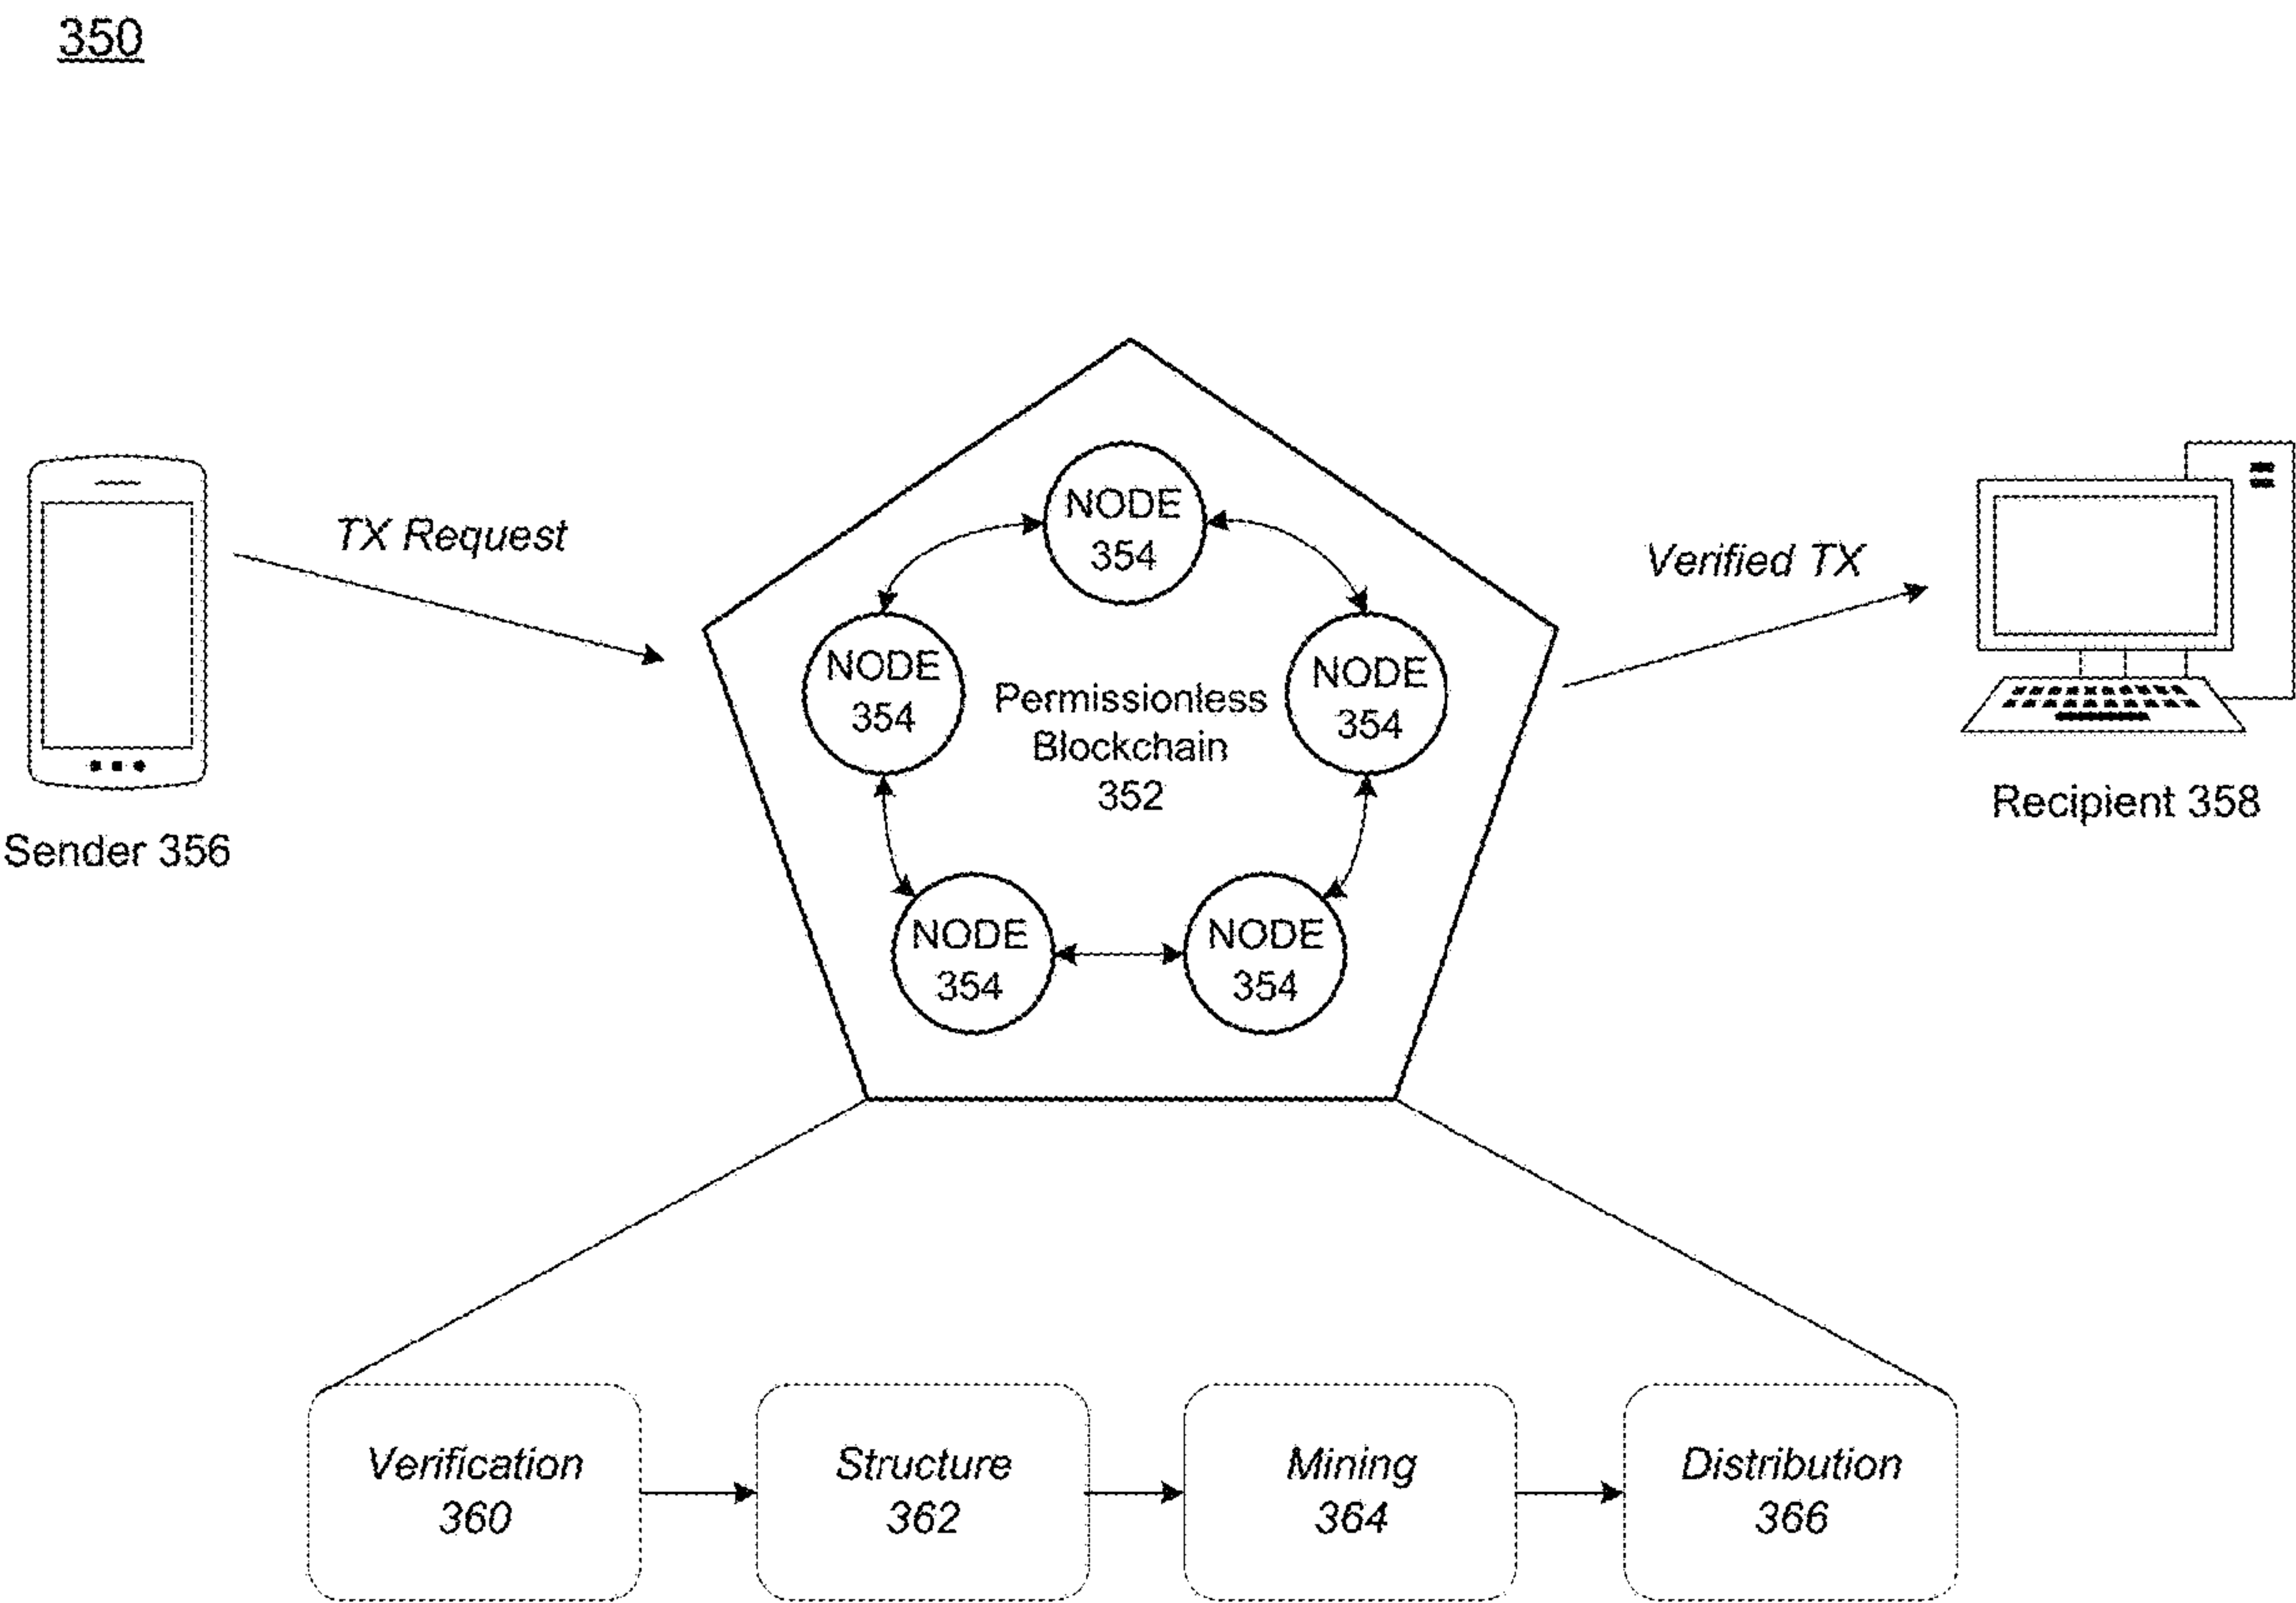 350
TX Request
Verified TX
NODE
354
NODE
354
NODE
354
Permissionless
Blockchain
352
NODE
354
NODE
354
Sender 356
Recipient 358
Verification
360
Structure
362
Mining
364
Distribution
366